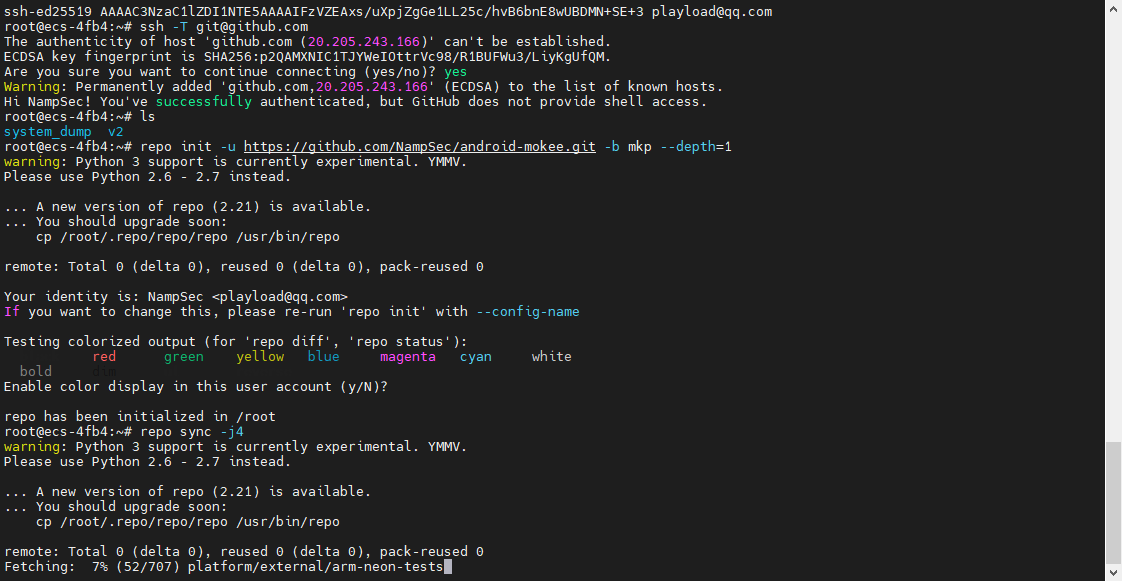 ssh-ed25519 AAAAC3NzaC1lZDI1NTE5AAAAIFzVZEAxs/uXpjZgGe1LL25c/hvB6bnE8wUBDMN+SE+3 playload@qq.com
root@ecs-4fb4:~# ssh -T git@github.com
The authenticity of host 'github.com (20.205.243.166)' can't be established.
ECDSA key fingerprint is SHA256:p2QAMXNIC1TJYWeIOttrVc98/R1BUFWu3/LiyKgUfQM.
Are you sure you want to continue connecting (yes/no)? yes
Warning: Permanently added 'github.com,20.205.243.166' (ECDSA) to the list of known hosts.
Hi NampSec! You've successfully authenticated, but GitHub does not provide shell access.
root@ecs-4fb4:~# ls
system_dump  v2
root@ecs-4fb4:~# repo init -u https://github.com/NampSec/android-mokee.git -b mkp --depth=1
warning: Python 3 support is currently experimental. YMMV.
Please use Python 2.6 - 2.7 instead.

... A new version of repo (2.21) is available.
... You should upgrade soon:
    cp /root/.repo/repo/repo /usr/bin/repo

remote: Total 0 (delta 0), reused 0 (delta 0), pack-reused 0

Your identity is: NampSec <playload@qq.com>
If you want to change this, please re-run 'repo init' with --config-name

Testing colorized output (for 'repo diff', 'repo status'):
           red      green    yellow   blue     magenta   cyan     white
  bold     dim
Enable color display in this user account (y/N)?

repo has been initialized in /root
root@ecs-4fb4:~# repo sync -j4
warning: Python 3 support is currently experimental. YMMV.
Please use Python 2.6 - 2.7 instead.

... A new version of repo (2.21) is available.
... You should upgrade soon:
    cp /root/.repo/repo/repo /usr/bin/repo

remote: Total 0 (delta 0), reused 0 (delta 0), pack-reused 0
Fetching:  7% (52/707) platform/external/arm-neon-tests